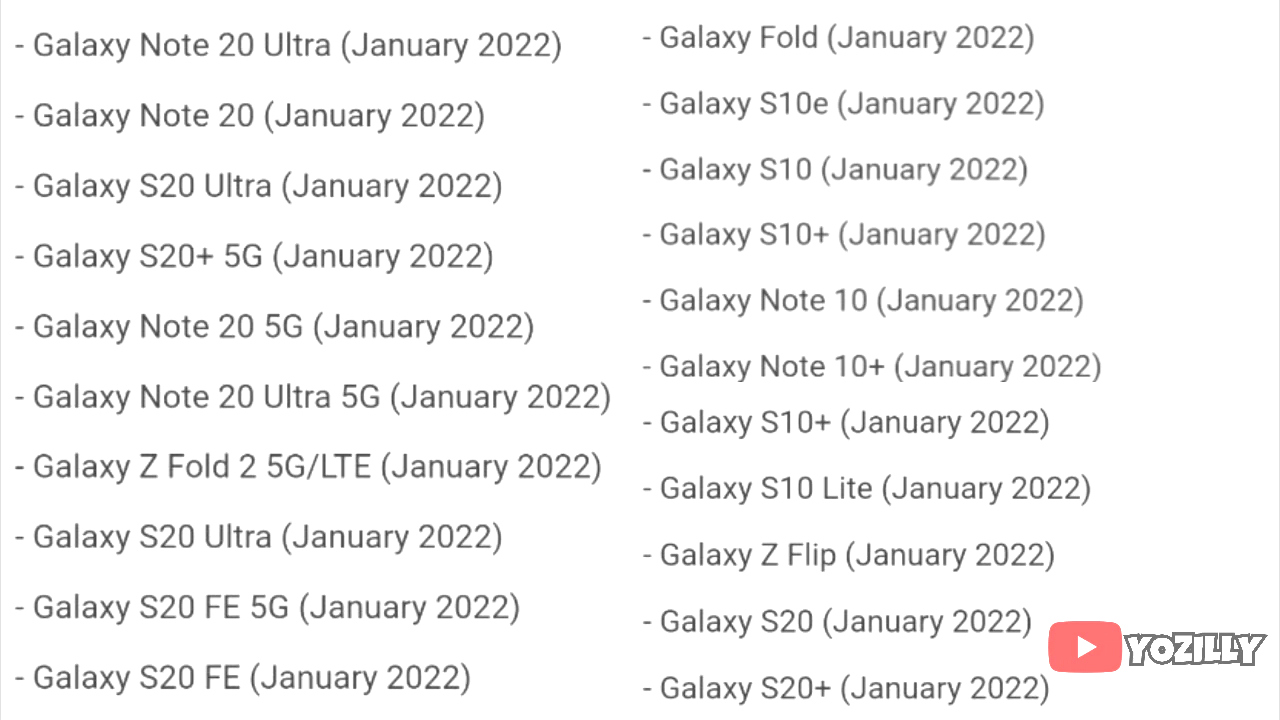 - Galaxy Note 20 Ultra (January 2022)
- Galaxy Note 20 (January 2022)
- Galaxy S20 Ultra (January 2022)
- Galaxy S20+ 5G (January 2022)
- Galaxy Note 20 5G (January 2022)
- Galaxy Note 20 Ultra 5G (January 2022)
- Galaxy Z Fold 2 5G/LTE (January 2022)
- Galaxy S20 Ultra (January 2022)
- Galaxy S20 FE 5G (January 2022)
- Galaxy S20 FE (January 2022)
- Galaxy Fold (January 2022)
- Galaxy S10e (January 2022)
- Galaxy S10 (January 2022)
- Galaxy S10+ (January 2022)
- Galaxy Note 10 (January 2022)
- Galaxy Note 10+ (January 2022)
- Galaxy S10+ (January 2022)
- Galaxy S10 Lite (January 2022)
- Galaxy Z Flip (January 2022)
- Galaxy S20 (January 2022)
- Galaxy S20+ (January 2022)
YOZILLY